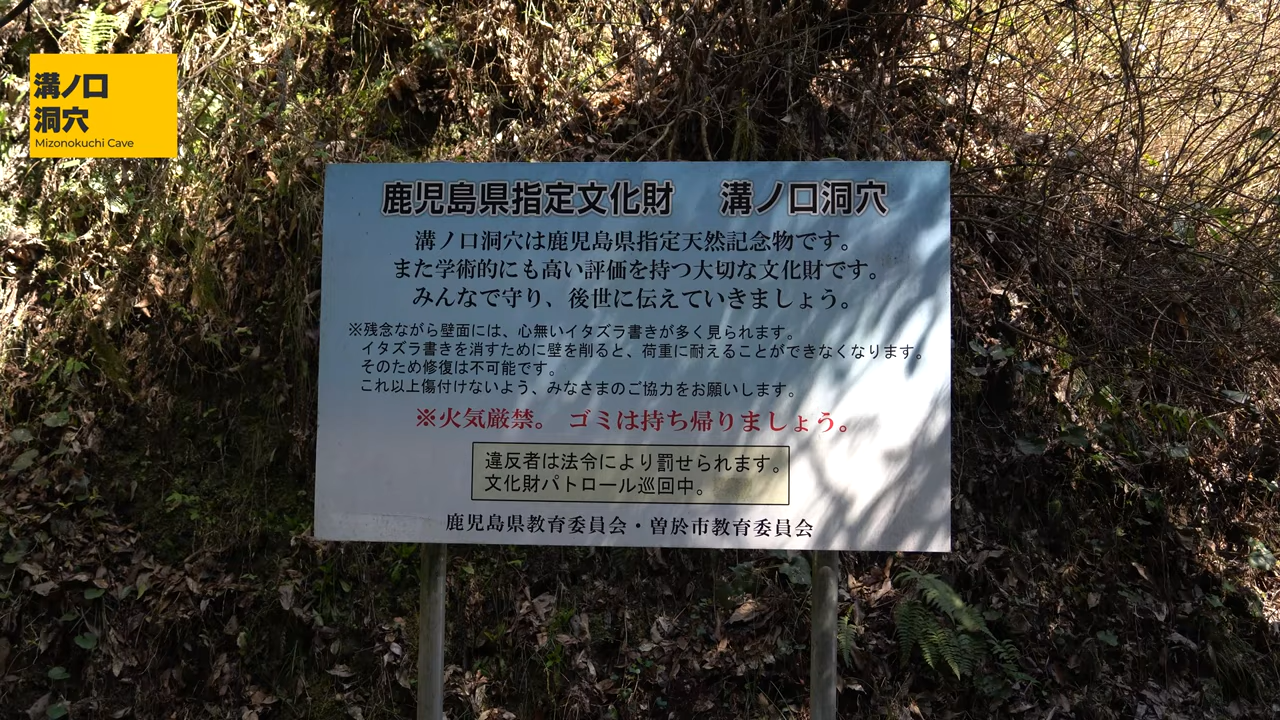 溝ノ口
洞穴
Mizonokuchi Cave
鹿児島県指定文化財　溝ノ口洞穴
溝ノ口洞穴は鹿児島県指定天然記念物です。
また学術的にも高い評価を持つ大切な文化財です。
みんなで守り、後世に伝えていきましょう。
※残念ながら壁面には、心無いイタズラ書きが多く見られます。
イタズラ書きを消すために壁を削ると、荷重に耐えることができなくなります。
そのため修復は不可能です。
これ以上傷付けないよう、みなさまのご協力をお願いします。
※火気厳禁。　ゴミは持ち帰りましょう。
違反者は法令により罰せられます。
文化財パトロール巡回中。
鹿児島県教育委員会・曽於市教育委員会